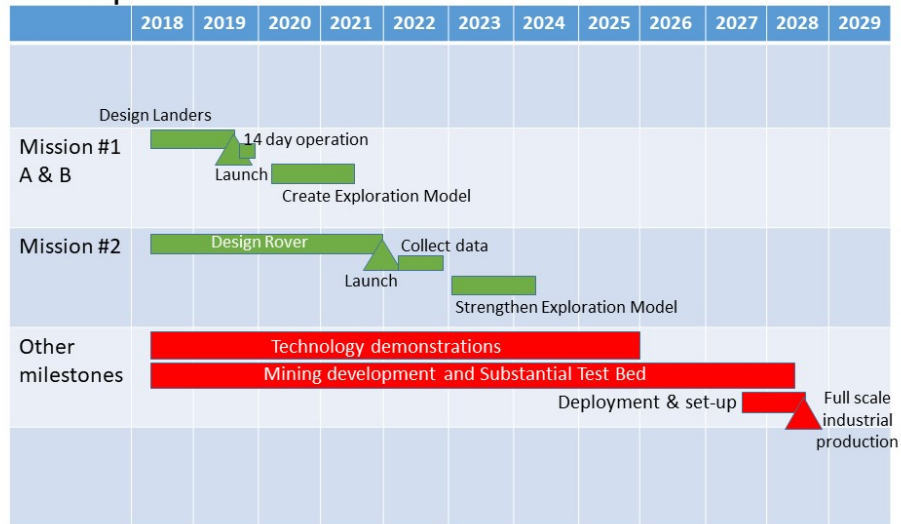 2018 2019 2020 2021 2022 2023 2024 2025 2026 2027 2028 2029
Design Landers
Mission #1
A & B
14 day operation
Launch
Create Exploration Model
Mission #2
Design Rover
Collect data
Launch
Strengthen Exploration Model
Other
milestones
Technology demonstrations
Mining development and Substantial Test Bed
Deployment & set-up
Full scale
industrial
production